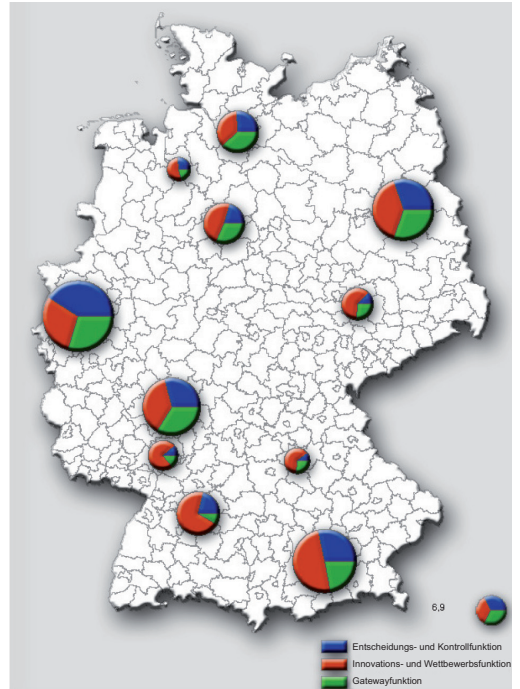 6,9
Entscheidungs- und Kontrollfunktion
Innovations- und Wettbewerbsfunktion
Gatewayfunktion